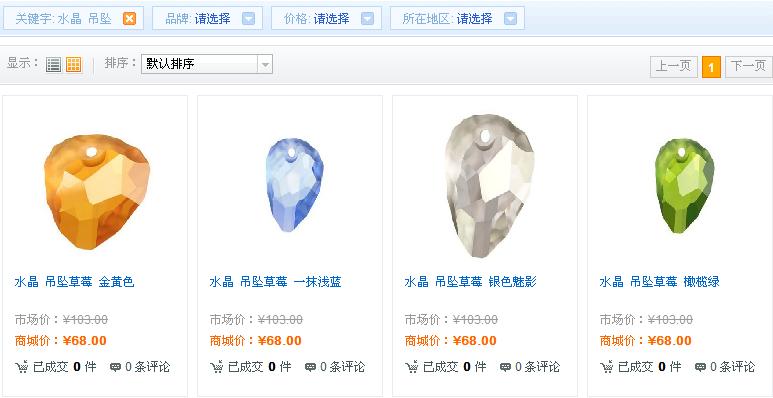 关键字: 水晶 吊坠 品牌: 请选择 价格: 请选择 所在地区: 请选择
显示： 排序： 默认排序 上一页 1 下一页
水晶 吊坠草莓 金黄色 水晶 吊坠草莓 一抹浅蓝 水晶 吊坠草莓 银色魅影 水晶 吊坠草莓 橄榄绿
市场价：¥103.00 市场价：¥103.00 市场价：¥103.00 市场价：¥103.00
商城价：¥68.00 商城价：¥68.00 商城价：¥68.00 商城价：¥68.00
已成交 0 件 0 条评论 已成交 0 件 0 条评论 已成交 0 件 0 条评论 已成交 0 件 0 条评论